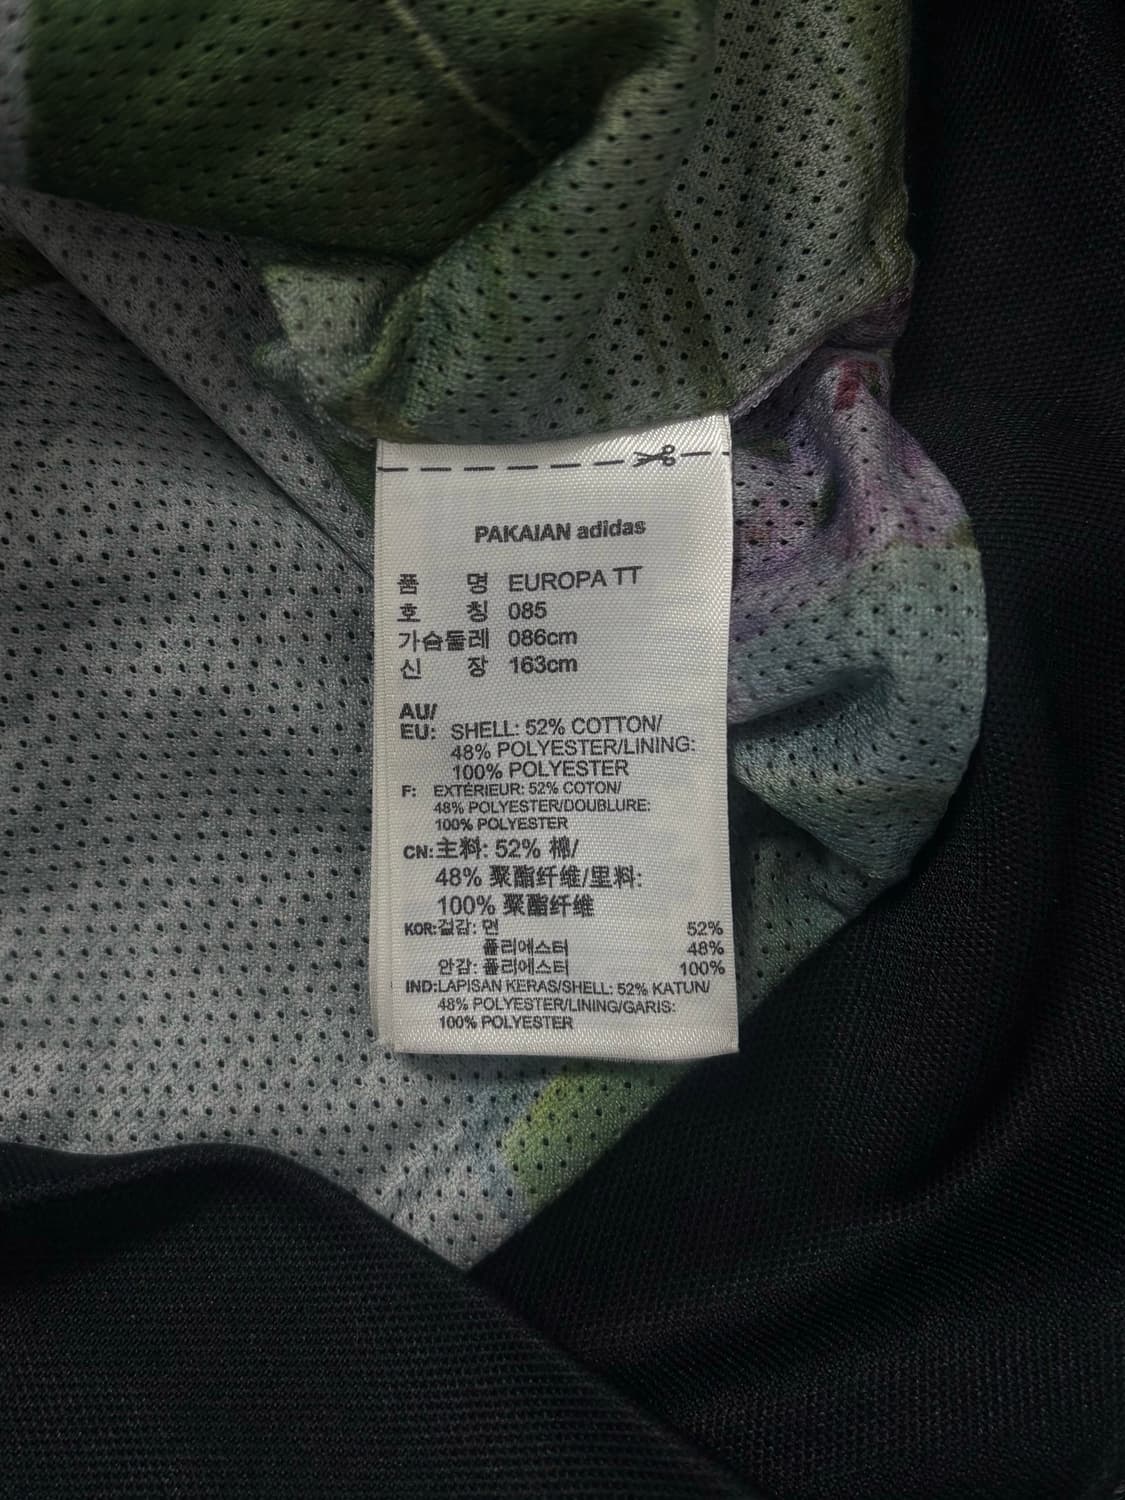 PAKAIAN adidas
품 명 EUROPA TT
호 칭 085
가슴둘레 086cm
신 장 163cm
AU/
EU: SHELL: 52% COTTON/
48% POLYESTER/LINING:
100% POLYESTER
F: EXTÉRIEUR: 52% COTON/
48% POLYESTER/DOUBLURE:
100% POLYESTER
CN:主料: 52% 棉/
48% 聚酯纤维/里料:
100% 聚酯纤维
KOR:겉감: 면 52%
폴리에스터 48%
안감: 폴리에스터 100%
IND:LAPISAN KERAS/SHELL: 52% KATUN/
48% POLYESTER/LINING/GARIS:
100% POLYESTER